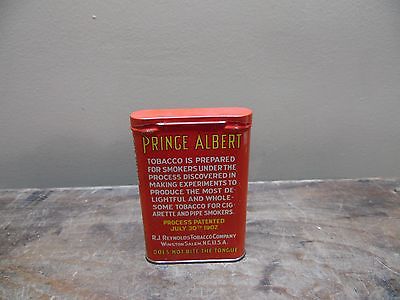 PRINCE ALBERT
TOBACCO IS PREPARED
FOR SMOKERS UNDER THE
PROCESS DISCOVERED IN
MAKING EXPERIMENTS TO
PRODUCE THE MOST DE-
LIGHTFUL AND WHOLE-
SOME TOBACCO FOR CIG-
ARETTE AND PIPE SMOKERS.
PROCESS PATENTED
JULY 30TH 1907
R.J. REYNOLDS TOBACCO COMPANY
WINSTON SALEM, N.C. U.S.A.
DOES NOT BITE THE TONGUE